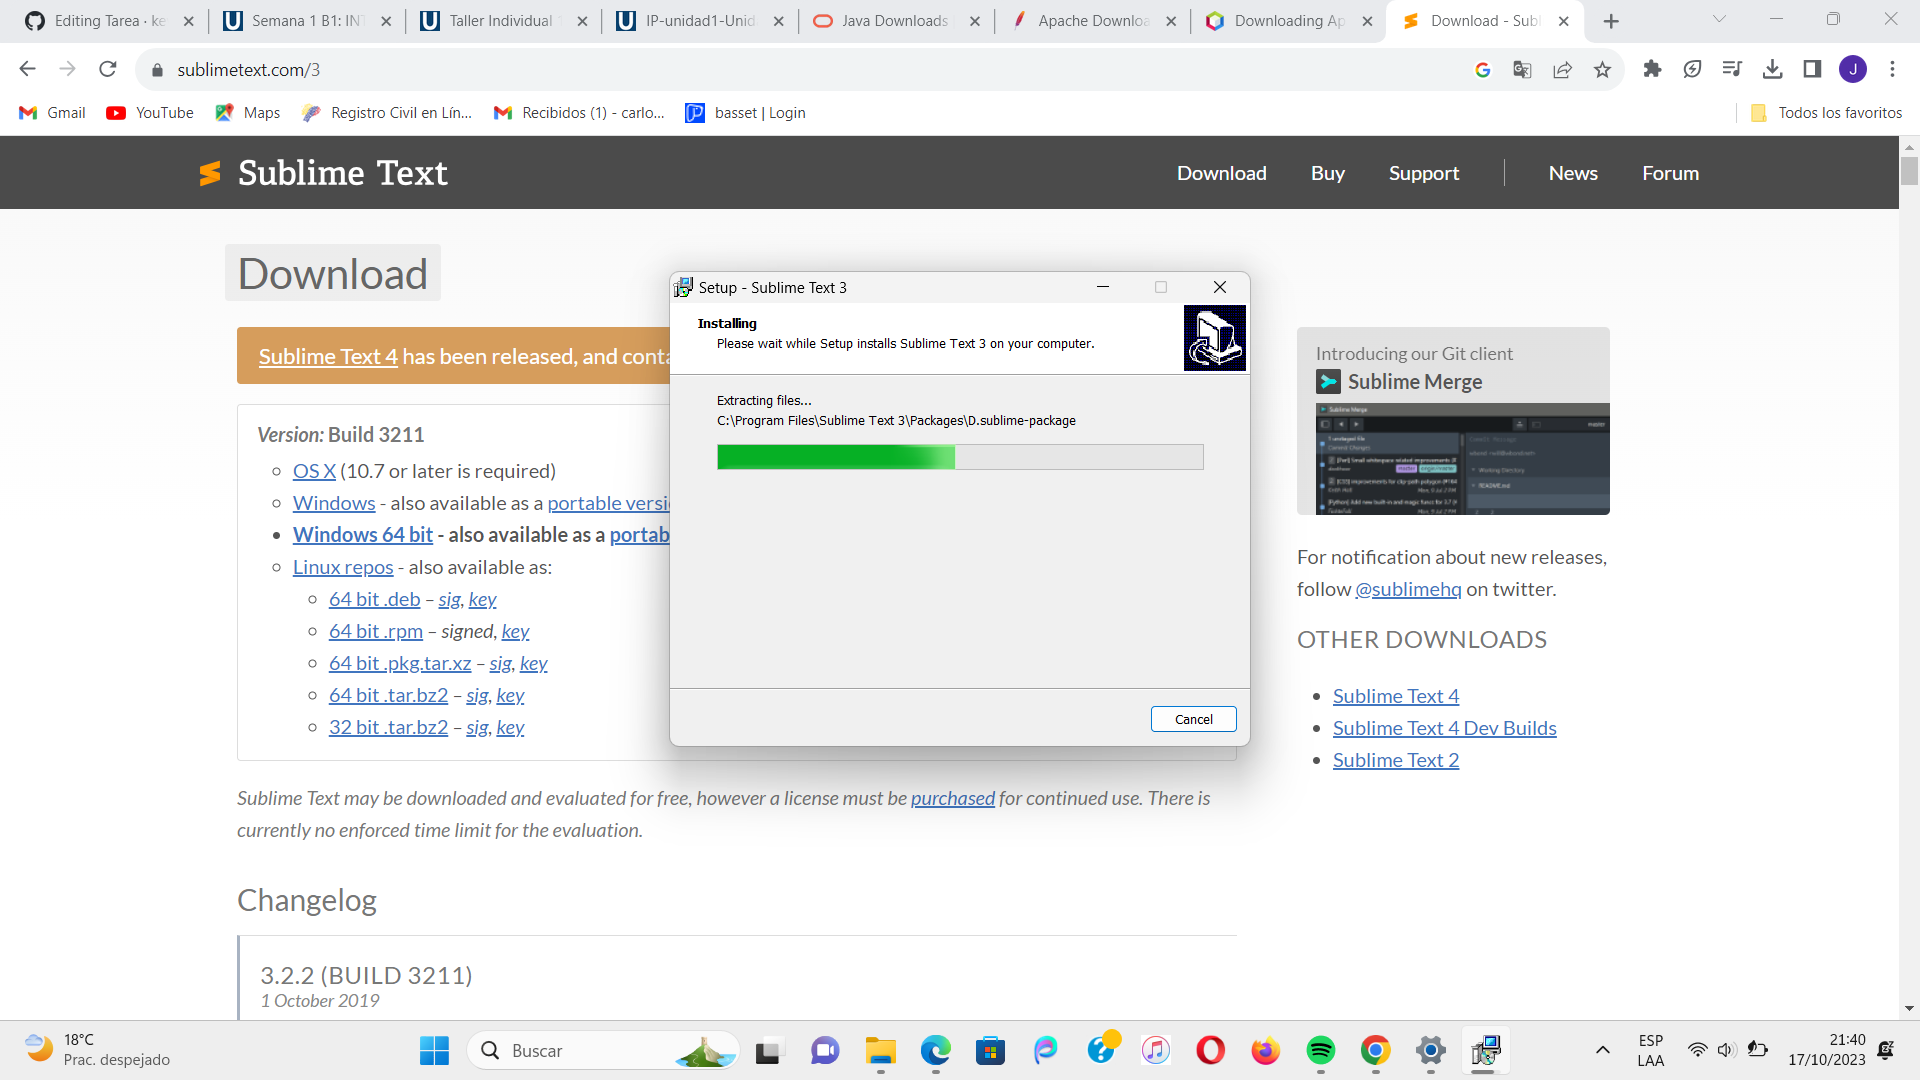 Editing Tarea · ke
Semana 1 B1: INT
Taller Individual 1
IP-unidad1-Unid
Java Downloads
Apache Downloa
Downloading Ap
Download - Subl
sublimetext.com/3
J
Gmail
YouTube
Maps
Registro Civil en Lín...
Recibidos (1) - carlo...
basset | Login
Todos los favoritos
Sublime Text
Download
Buy
Support
News
Forum
Download
Sublime Text 4 has been released, and conta
Version: Build 3211
OS X (10.7 or later is required)
Windows - also available as a portable versi
Windows 64 bit - also available as a portab
Linux repos - also available as:
64 bit .deb – sig, key
64 bit .rpm – signed, key
64 bit .pkg.tar.xz – sig, key
64 bit .tar.bz2 – sig, key
32 bit .tar.bz2 – sig, key
Setup - Sublime Text 3
Installing
Please wait while Setup installs Sublime Text 3 on your computer.
Extracting files...
C:\Program Files\Sublime Text 3\Packages\D.sublime-package
Cancel
Introducing our Git client
Sublime Merge
Sublime Merge
master
Working Directory
README.md
For notification about new releases,
follow @sublimehq on twitter.
OTHER DOWNLOADS
Sublime Text 4
Sublime Text 4 Dev Builds
Sublime Text 2
Sublime Text may be downloaded and evaluated for free, however a license must be purchased for continued use. There is
currently no enforced time limit for the evaluation.
Changelog
3.2.2 (BUILD 3211)
1 October 2019
18°C
Prac. despejado
Buscar
ESP
LAA
21:40
17/10/2023